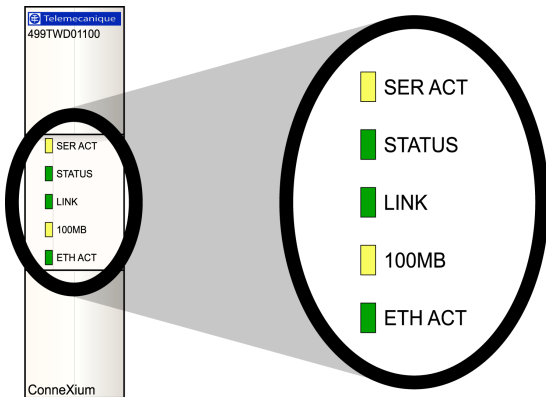 Telemecanique
499TWD01100
SER ACT
STATUS
LINK
100MB
ETH ACT
ConneXium
SER ACT
STATUS
LINK
100MB
ETH ACT